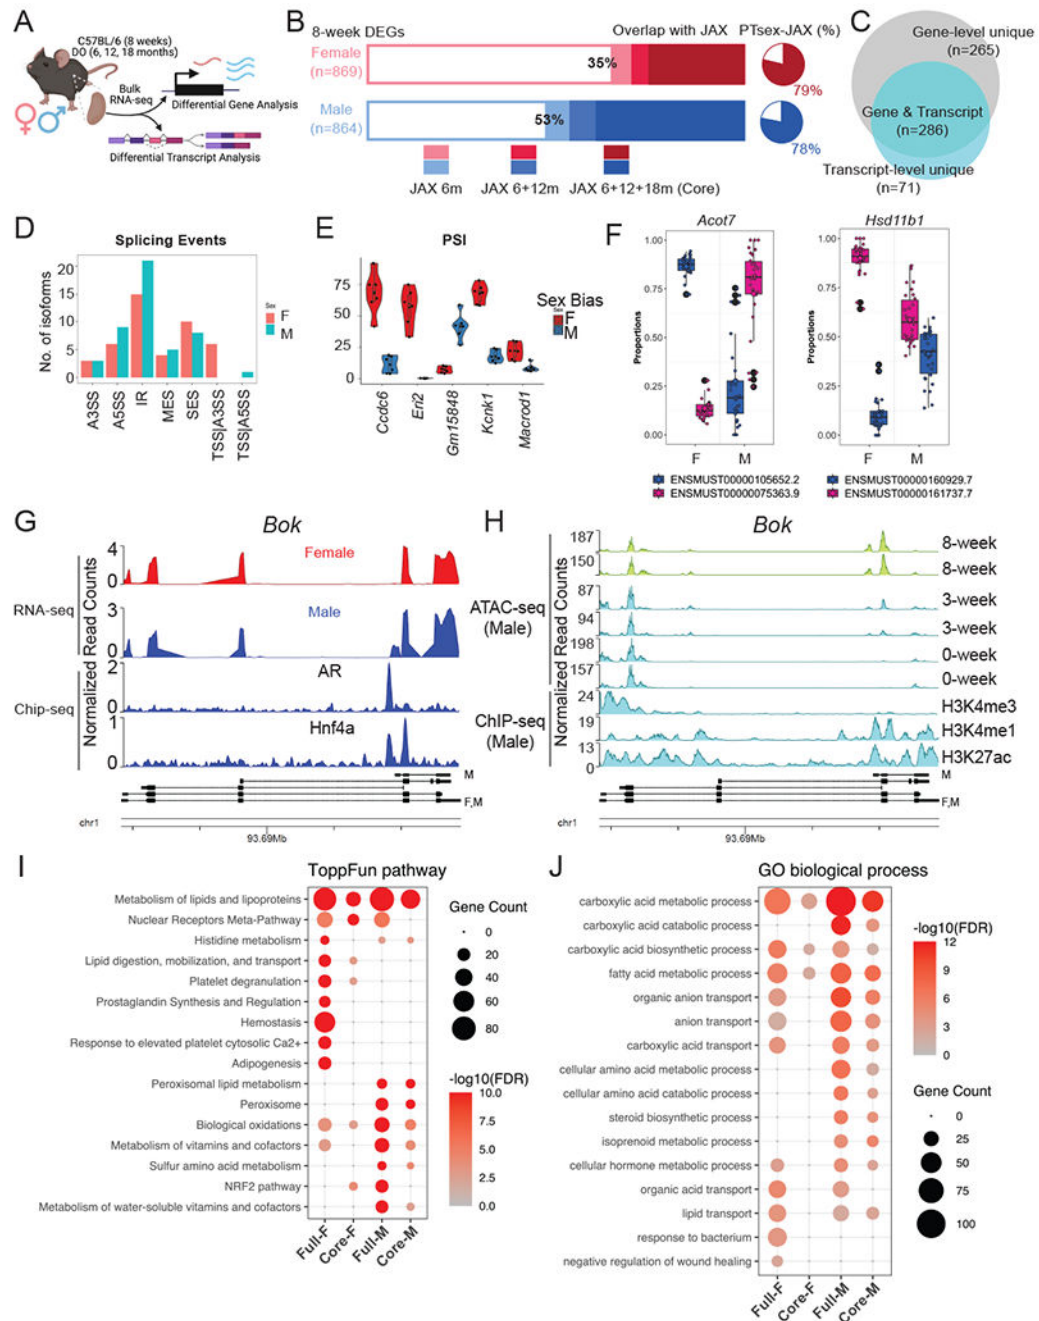 A
C57BL/6 (8 weeks)
DO (6, 12, 18 months)
Bulk
RNA-seq
Differential Gene Analysis
Differential Transcript Analysis
B
8-week DEGs
Overlap with JAX
PTsex-JAX (%)
Female
(n=869)
35%
79%
Male
(n=864)
53%
78%
JAX 6m
JAX 6+12m
JAX 6+12+18m (Core)
C
Gene-level unique
(n=265)
Gene & Transcript
(n=286)
Transcript-level unique
(n=71)
D
Splicing Events
No. of isoforms
20
15
10
5
0
A3SS
A5SS
IR
MES
SES
TSS|A3SS
TSS|A5SS
Sex
F
M
E
PSI
75
50
25
0
Ccdc6
Eri2
Gm15848
Kcnk1
Macrod1
Sex Bias
Sex
F
M
F
Acot7
Proportions
1.00
0.75
0.50
0.25
0.00
F
M
ENSMUST00000105652.2
ENSMUST00000075363.9
Hsd11b1
Proportions
1.00
0.75
0.50
0.25
0.00
F
M
ENSMUST00000160929.7
ENSMUST00000161737.7
G
Bok
RNA-seq
Chip-seq
Normalized Read Counts
4
0
Female
3
0
Male
2
0
AR
1
0
Hnf4a
M
F,M
chr1
93.69Mb
H
Bok
ATAC-seq
(Male)
ChIP-seq
(Male)
Normalized Read Counts
187
8-week
150
8-week
87
3-week
94
3-week
198
0-week
157
0-week
24
H3K4me3
19
H3K4me1
13
H3K27ac
0
M
F,M
chr1
93.69Mb
I
ToppFun pathway
Metabolism of lipids and lipoproteins
Nuclear Receptors Meta-Pathway
Histidine metabolism
Lipid digestion, mobilization, and transport
Platelet degranulation
Prostaglandin Synthesis and Regulation
Hemostasis
Response to elevated platelet cytosolic Ca2+
Adipogenesis
Peroxisomal lipid metabolism
Peroxisome
Biological oxidations
Metabolism of vitamins and cofactors
Sulfur amino acid metabolism
NRF2 pathway
Metabolism of water-soluble vitamins and cofactors
Full-F
Core-F
Full-M
Core-M
Gene Count
0
20
40
60
80
-log10(FDR)
10.0
7.5
5.0
2.5
0.0
J
GO biological process
carboxylic acid metabolic process
carboxylic acid catabolic process
carboxylic acid biosynthetic process
fatty acid metabolic process
organic anion transport
anion transport
carboxylic acid transport
cellular amino acid metabolic process
cellular amino acid catabolic process
steroid biosynthetic process
isoprenoid metabolic process
cellular hormone metabolic process
organic acid transport
lipid transport
response to bacterium
negative regulation of wound healing
Full-F
Core-F
Full-M
Core-M
-log10(FDR)
12
9
6
3
0
Gene Count
0
25
50
75
100